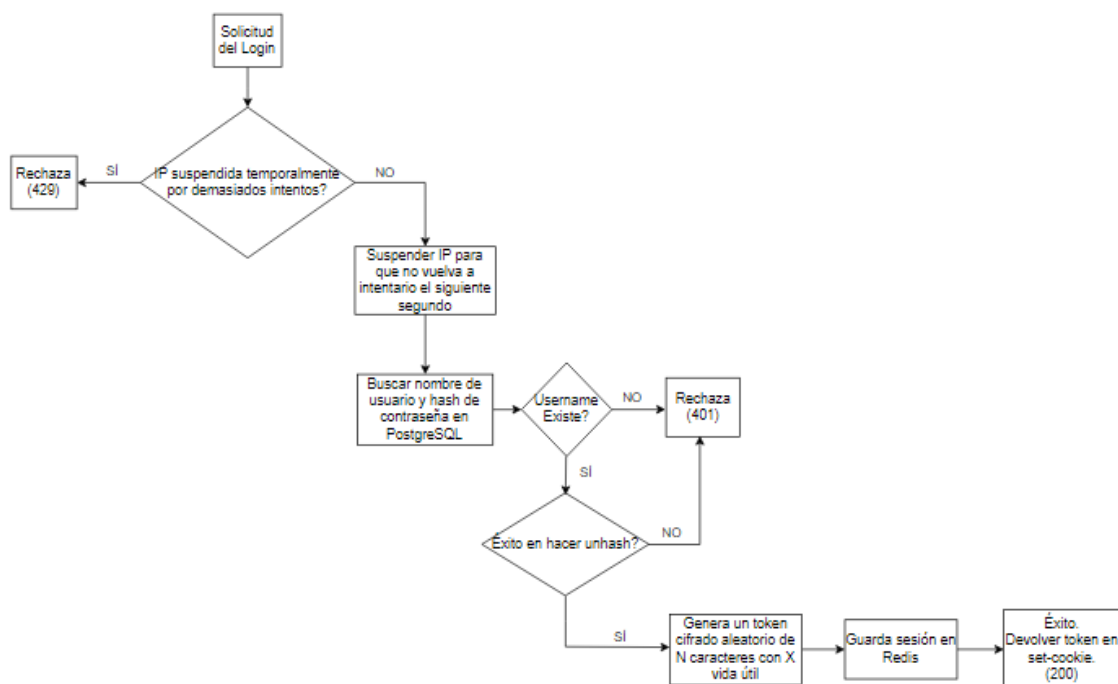 Solicitud
del Login
IP suspendida temporalmente
por demasiados intentos?
SÍ
Rechaza
(429)
NO
Suspender IP para
que no vuelva a
intentario el siguiente
segundo
Buscar nombre de
usuario y hash de
contraseña en
PostgreSQL
Username
Existe?
NO
Rechaza
(401)
SÍ
Éxito en hacer unhash?
NO
SÍ
Genera un token
cifrado aleatorio de
N caracteres con X
vida útil
Guarda sesión en
Redis
Éxito.
Devolver token en
set-cookie.
(200)